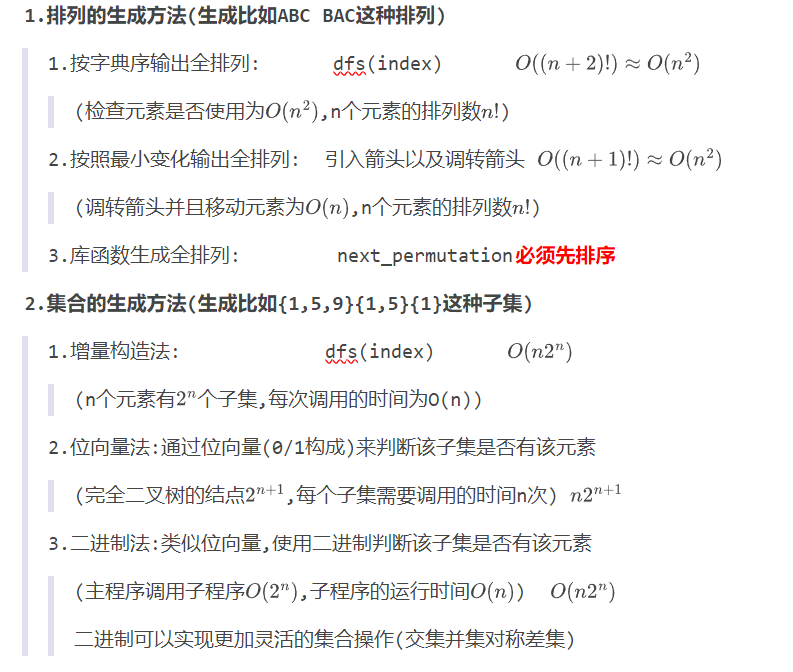 1.排列的生成方法(生成比如ABC BAC这种排列)
1.按字典序输出全排列: dfs(index) O((n + 2)!) ≈ O(n²)
(检查元素是否使用为O(n²),n个元素的排列数n!)
2.按照最小变化输出全排列: 引入箭头以及调转箭头 O((n + 1)!) ≈ O(n²)
(调转箭头并且移动元素为O(n),n个元素的排列数n!)
3.库函数生成全排列: next_permutation必须先排序
2.集合的生成方法(生成比如{1,5,9}{1,5}{1}这种子集)
1.增量构造法: dfs(index) O(n2ⁿ)
(n个元素有2ⁿ个子集,每次调用的时间为O(n))
2.位向量法:通过位向量(0/1构成)来判断该子集是否有该元素
(完全二叉树的结点2ⁿ⁺¹,每个子集需要调用的时间n次) n2ⁿ⁺¹
3.二进制法:类似位向量,使用二进制判断该子集是否有该元素
(主程序调用子程序O(2ⁿ),子程序的运行时间O(n)) O(n2ⁿ)
二进制可以实现更加灵活的集合操作(交集并集对称差集)